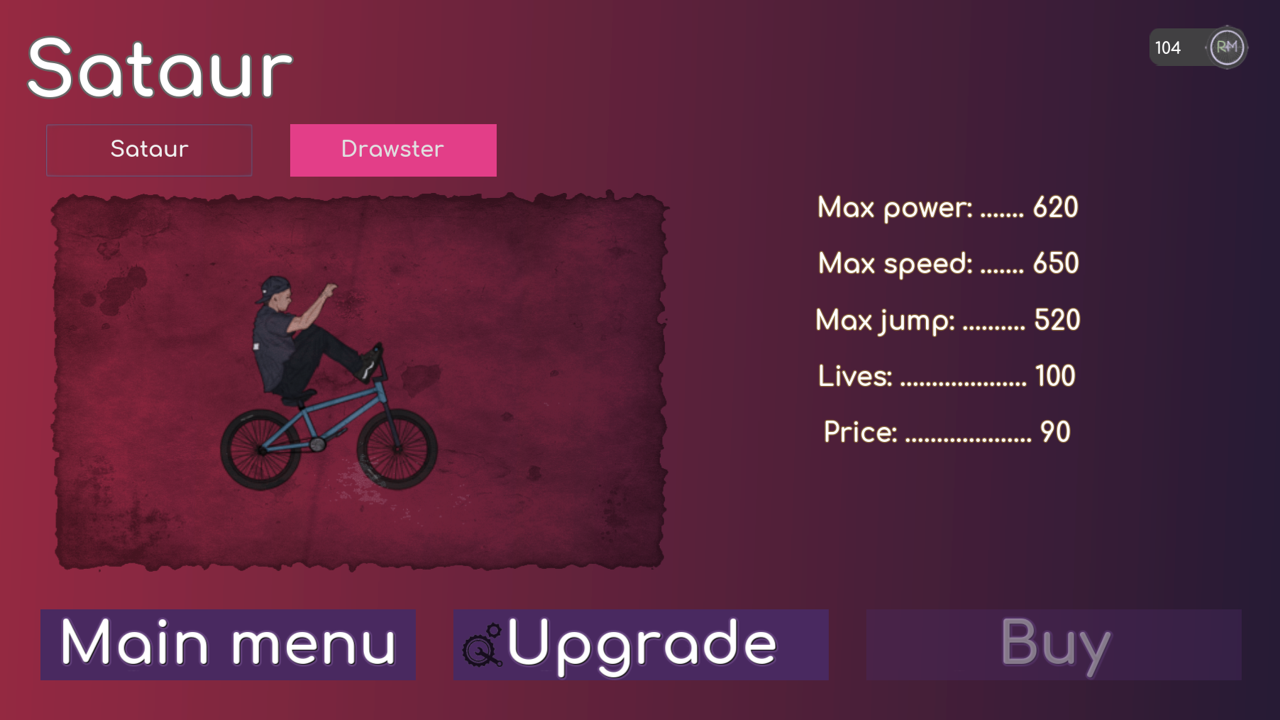 Sataur
104 RM
Sataur
Drawster
Max power: ....... 620
Max speed: ....... 650
Max jump: .......... 520
Lives: .................... 100
Price: .................... 90
Main menu
Upgrade
Buy